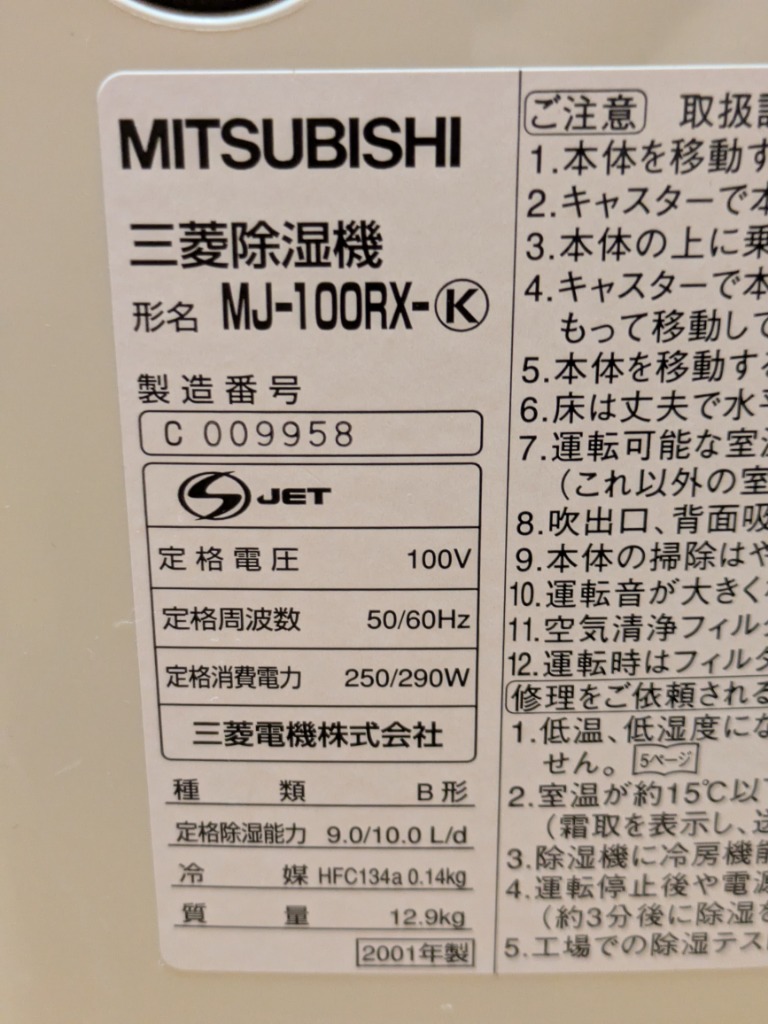 MITSUBISHI
三菱除湿機
形名 MJ-100RX-Ⓚ
製造番号
C 009958
S JET
定格電圧 100V
定格周波数 50/60Hz
定格消費電力 250/290W
三菱電機株式会社
種類 B形
定格除湿能力 9.0/10.0 L/d
冷媒 HFC134a 0.14kg
質量 12.9kg
2001年製
ご注意 取扱
1.本体を移動す
2.キャスターで本
3.本体の上に乗
4.キャスターで本
もって移動して
5.本体を移動する
6.床は丈夫で水平
7.運転可能な室温
(これ以外の室
8.吹出口、背面吸
9.本体の掃除はや
10.運転音が大きく
11.空気清浄フィル
12.運転時はフィルタ
修理をご依頼される
1.低温、低湿度にな
せん。 5ページ
2.室温が約15℃以
(霜取を表示し、送
3.除湿機に冷房機能
4.運転停止後や電源
(約3分後に除湿を
5.工場での除湿テス